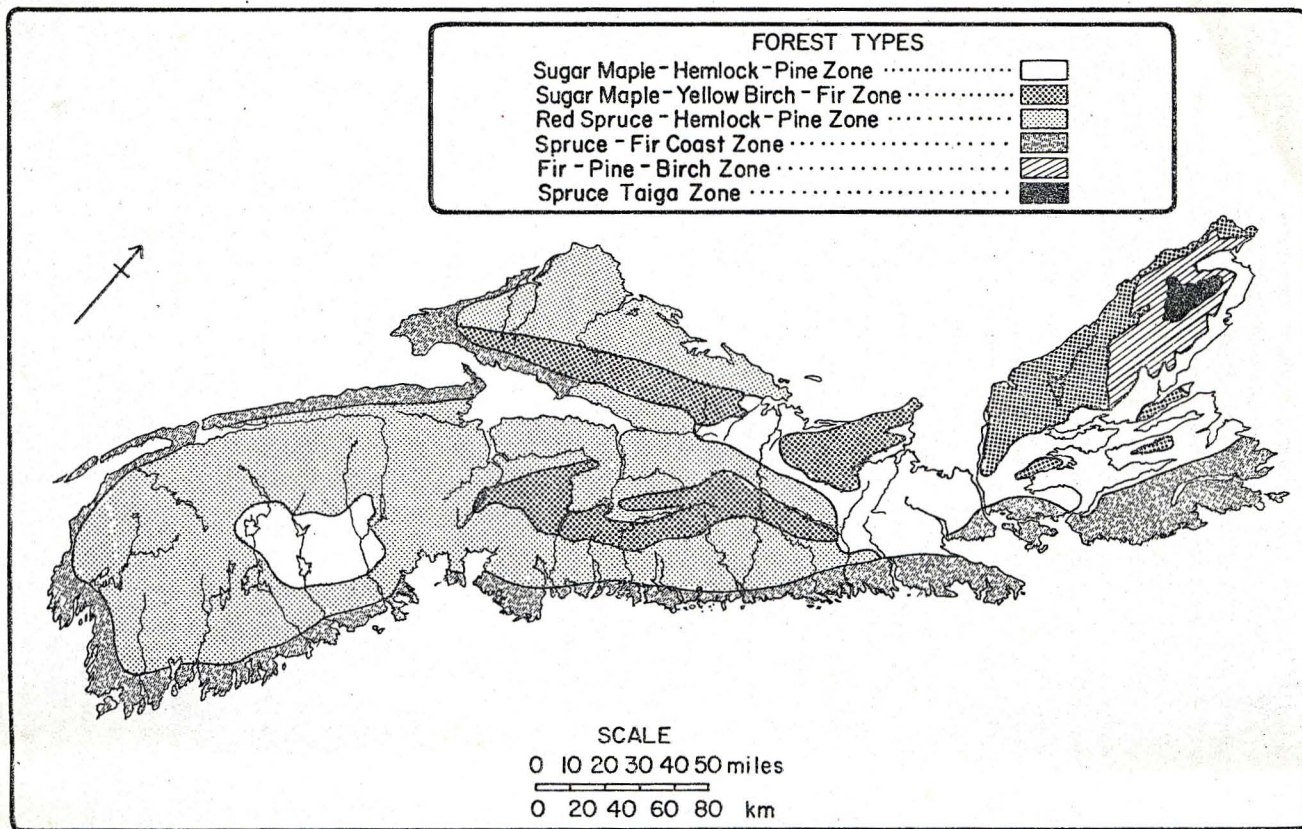 FOREST TYPES
Sugar Maple-Hemlock-Pine Zone
Sugar Maple-Yellow Birch-Fir Zone
Red Spruce-Hemlock-Pine Zone
Spruce-Fir Coast Zone
Fir-Pine-Birch Zone
Spruce Taiga Zone
SCALE
0 10 20 30 40 50 miles
0 20 40 60 80 km